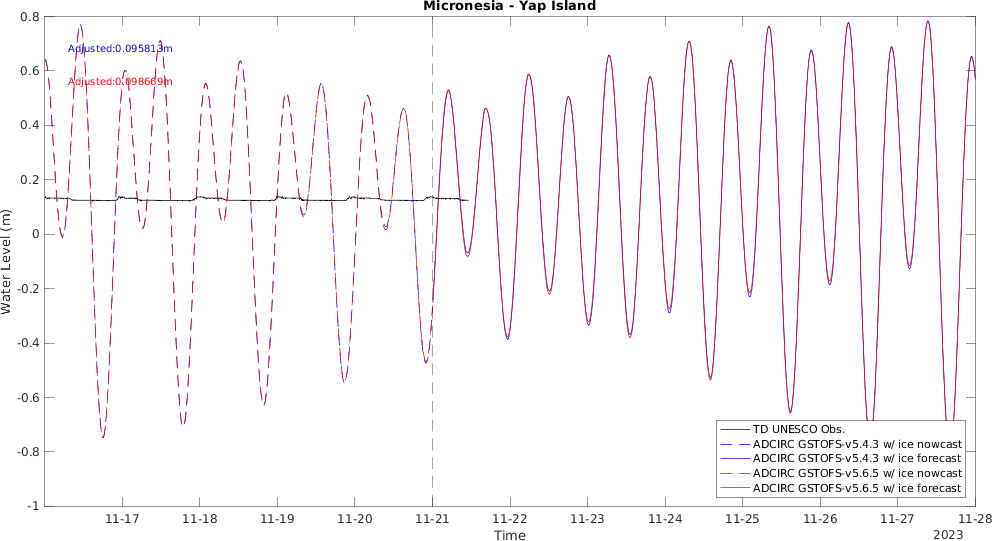 Micronesia - Yap Island
0.8
0.6
0.4
0.2
0
-0.2
-0.4
-0.6
-0.8
-1
Water Level (m)
Adjusted:0.095813m
Adjusted:0.098669m
TD UNESCO Obs.
ADCIRC GSTOFS-v5.4.3 w/ ice nowcast
ADCIRC GSTOFS-v5.4.3 w/ ice forecast
ADCIRC GSTOFS-v5.6.5 w/ ice nowcast
ADCIRC GSTOFS-v5.6.5 w/ ice forecast
11-17 11-18 11-19 11-20 11-21 11-22 11-23 11-24 11-25 11-26 11-27 11-28
Time
2023